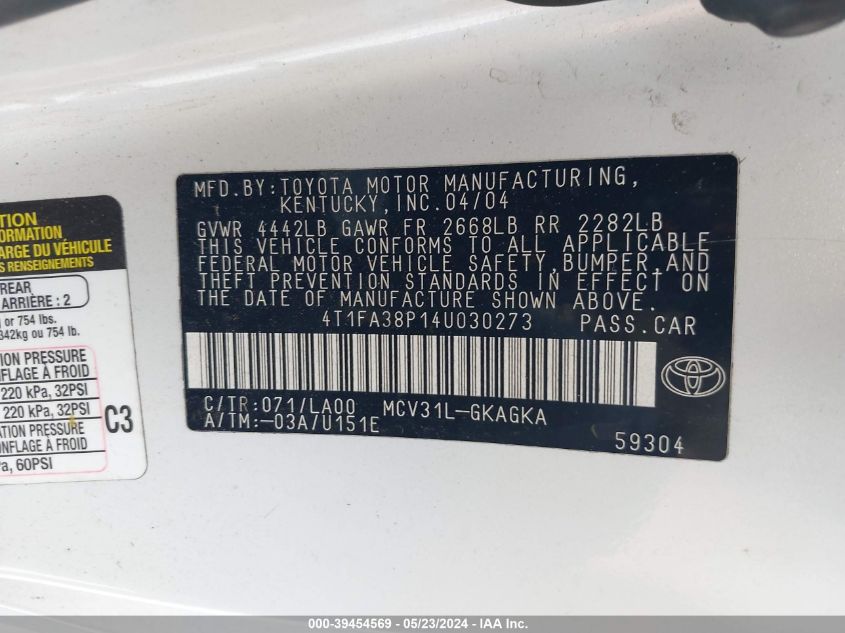 MFD. BY: TOYOTA MOTOR MANUFACTURING,
KENTUCKY, INC. 04/04
GVWR 4442LB GAWR FR 2668LB RR 2282LB
THIS VEHICLE CONFORMS TO ALL APPLICABLE
FEDERAL MOTOR VEHICLE SAFETY, BUMPER, AND
THEFT PREVENTION STANDARDS IN EFFECT ON
THE DATE OF MANUFACTURE SHOWN ABOVE.
4T1FA38P14U030273 PASS.CAR
C/TR: 071/LA00 MCV31L-GKAGKA
A/TM:-03A/U151E
59304
TION
FORMATION
ARGE DU VÉHICULE
S RENSEIGNEMENTS
REAR
ARRIÈRE : 2
or 754 lbs.
342kg ou 754 lb.
TION PRESSURE
NFLAGE À FROID
220 kPa, 32PSI
220 kPa, 32PSI
C3
ATION PRESSURE
NFLAGE À FROID
Pa, 60PSI
000-39454569 - 05/23/2024 - IAA Inc.